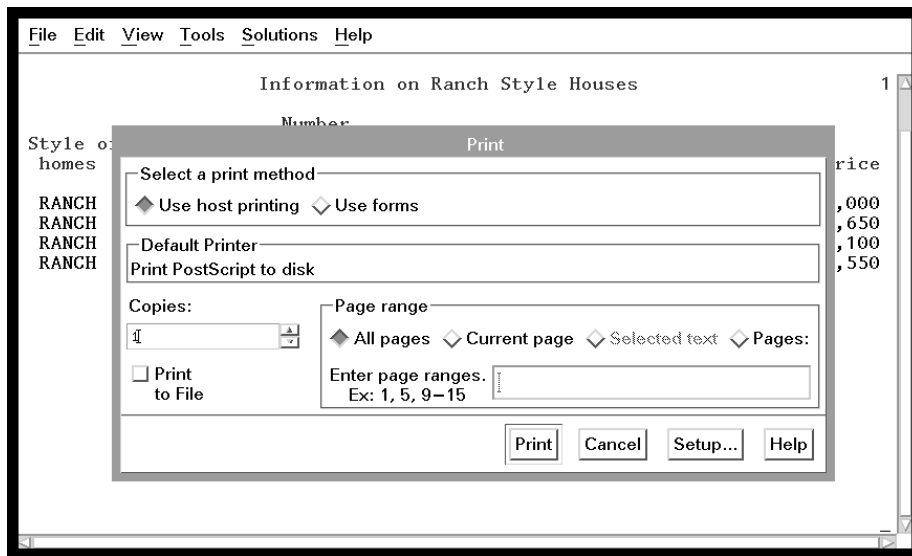 File Edit View Tools Solutions Help
Information on Ranch Style Houses 1
Number
Style o
homes rice
RANCH ,000
RANCH ,650
RANCH ,100
RANCH ,550
Print
Select a print method
Use host printing Use forms
Default Printer
Print PostScript to disk
Copies:
1
Print
to File
Page range
All pages Current page Selected text Pages:
Enter page ranges.
Ex: 1, 5, 9-15
Print Cancel Setup... Help